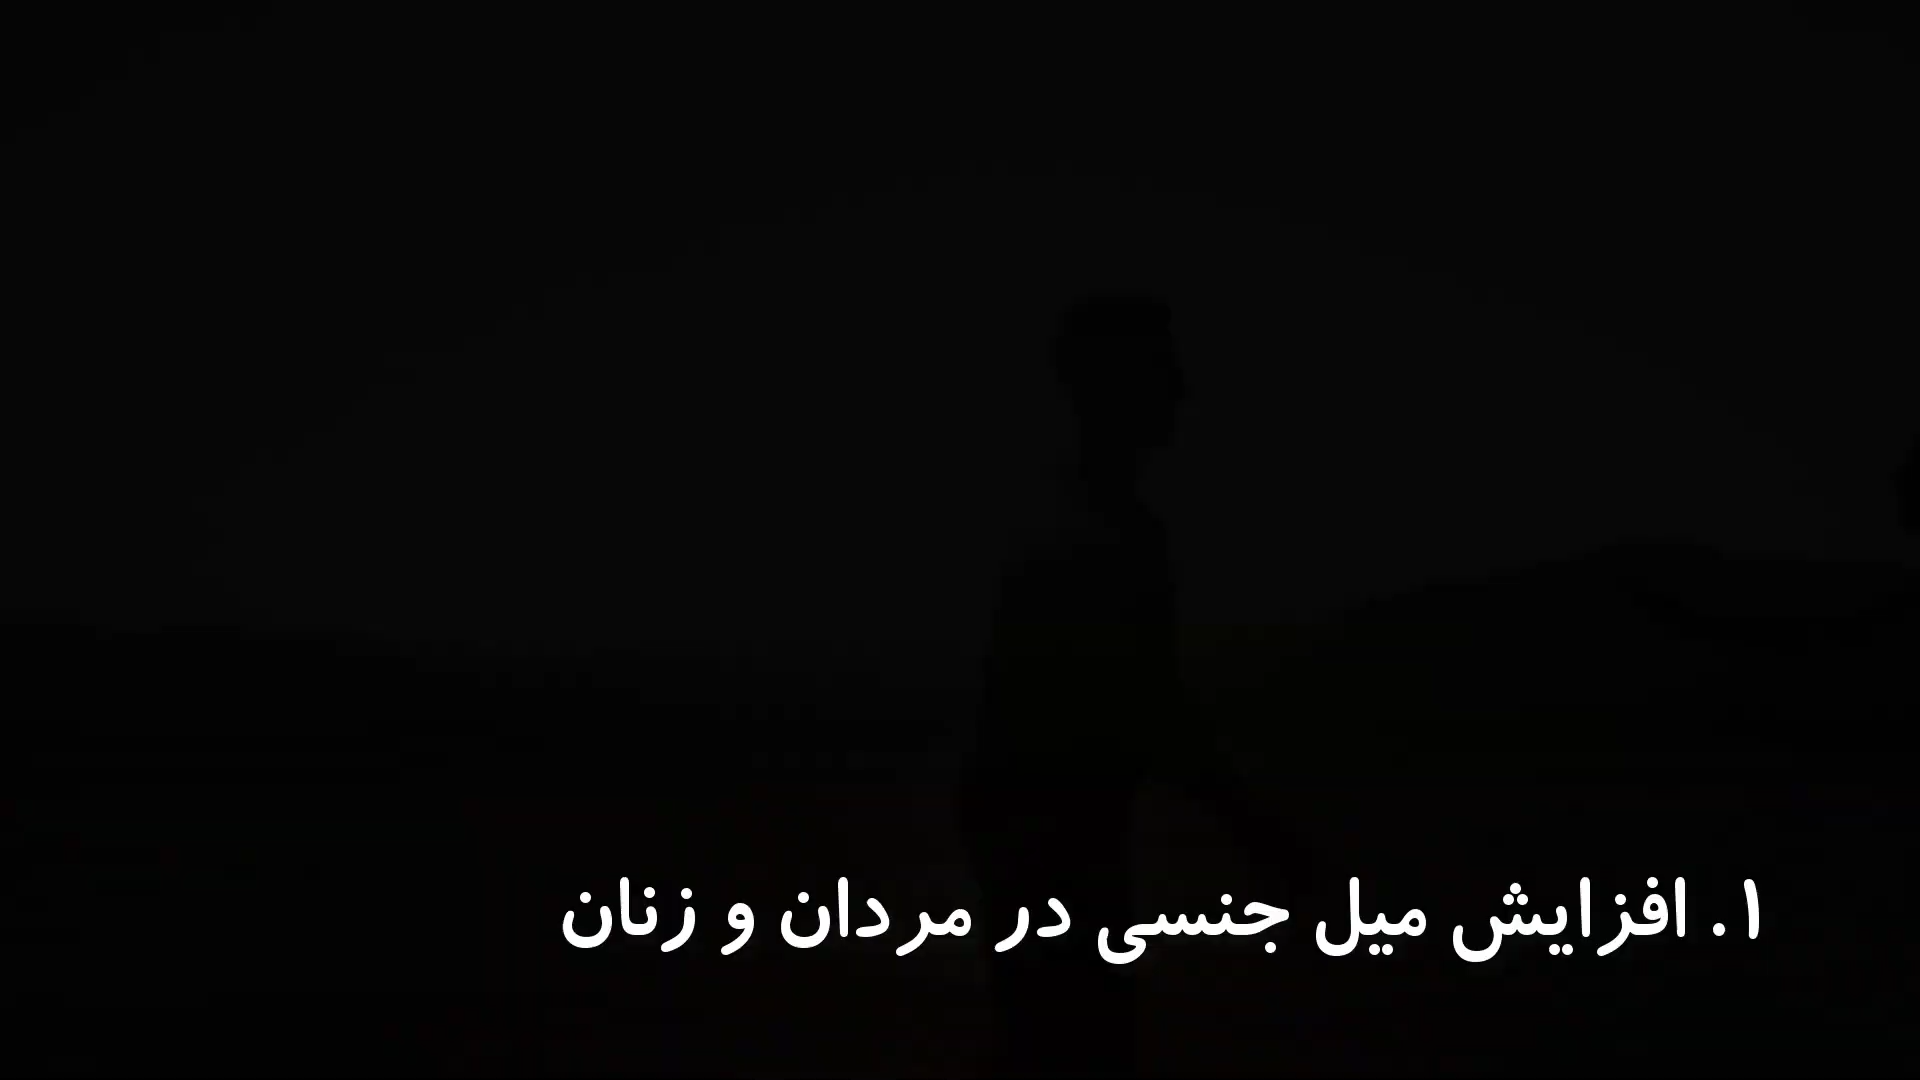 ۱. افزایش میل جنسی در مردان و زنان